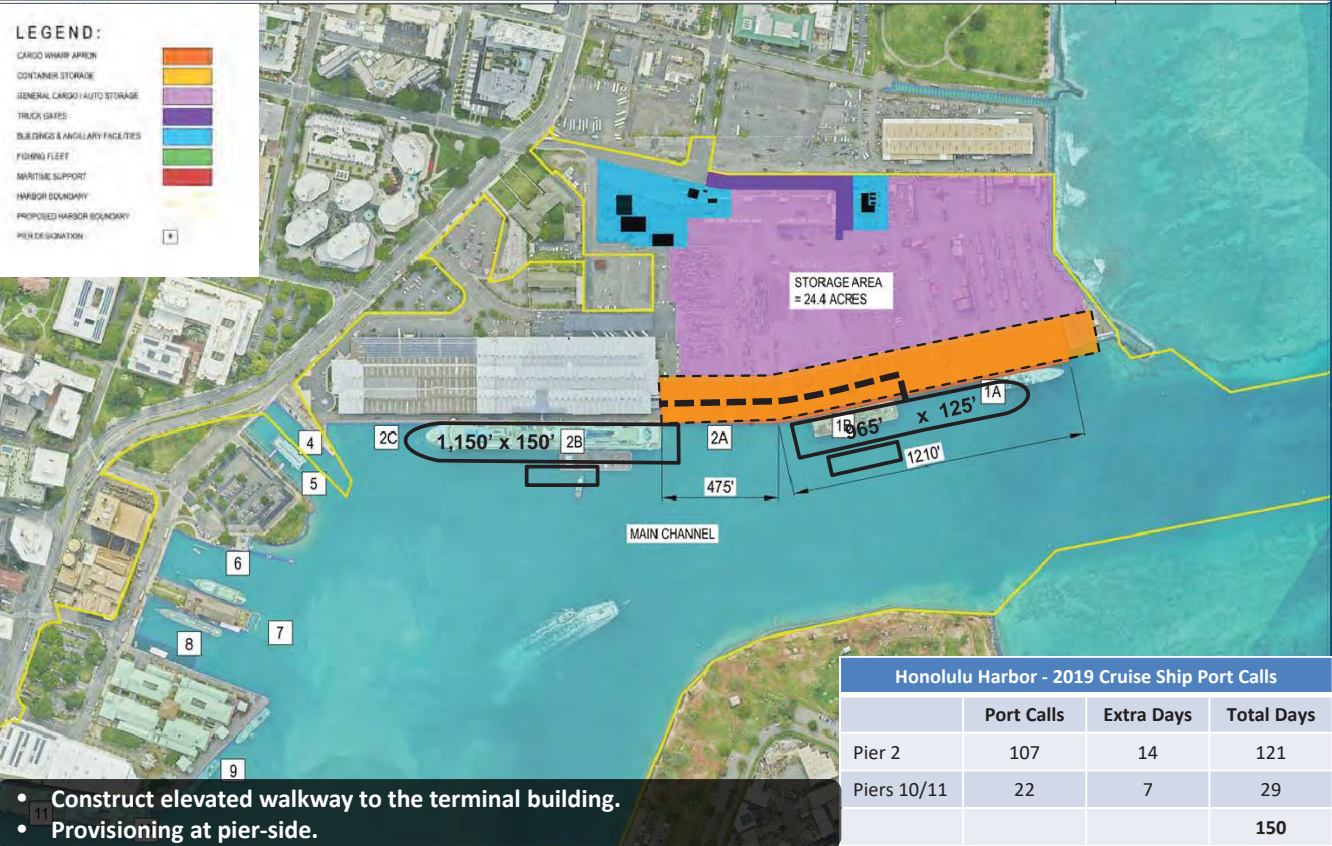 LEGEND:
CARGO WHARF APRON
CONTAINER STORAGE
GENERAL CARGO / AUTO STORAGE
TRUCK GATES
BUILDINGS & ANCILLARY FACILITIES
FISHING FLEET
MARITIME SUPPORT
HARBOR BOUNDARY
PROPOSED HARBOR BOUNDARY
PIER DESIGNATION
#
STORAGE AREA
= 24.4 ACRES
1A
1B
965' x 125'
1210'
2A
475'
2B
1,150' x 150'
2C
4
5
MAIN CHANNEL
6
7
8
9
11
• Construct elevated walkway to the terminal building.
• Provisioning at pier-side.
Honolulu Harbor - 2019 Cruise Ship Port Calls
Port Calls Extra Days Total Days
Pier 2 107 14 121
Piers 10/11 22 7 29
150